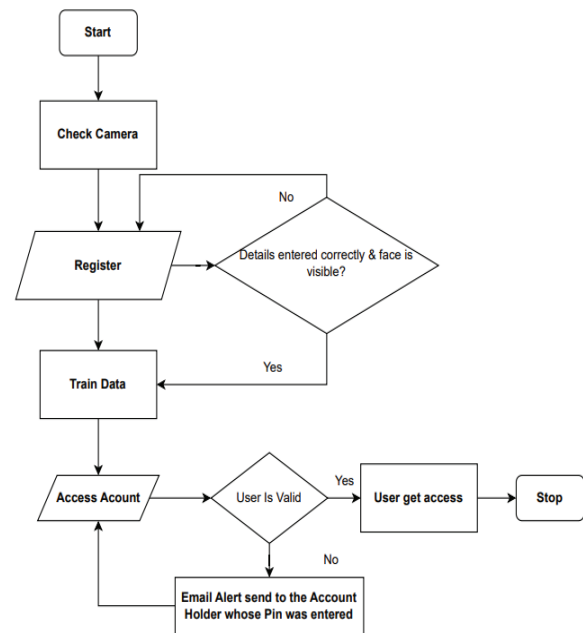 Start
Check Camera
No
Register
Details entered correctly & face is
visible?
Yes
Train Data
Access Acount
User Is Valid
Yes
User get access
Stop
No
Email Alert send to the Account
Holder whose Pin was entered